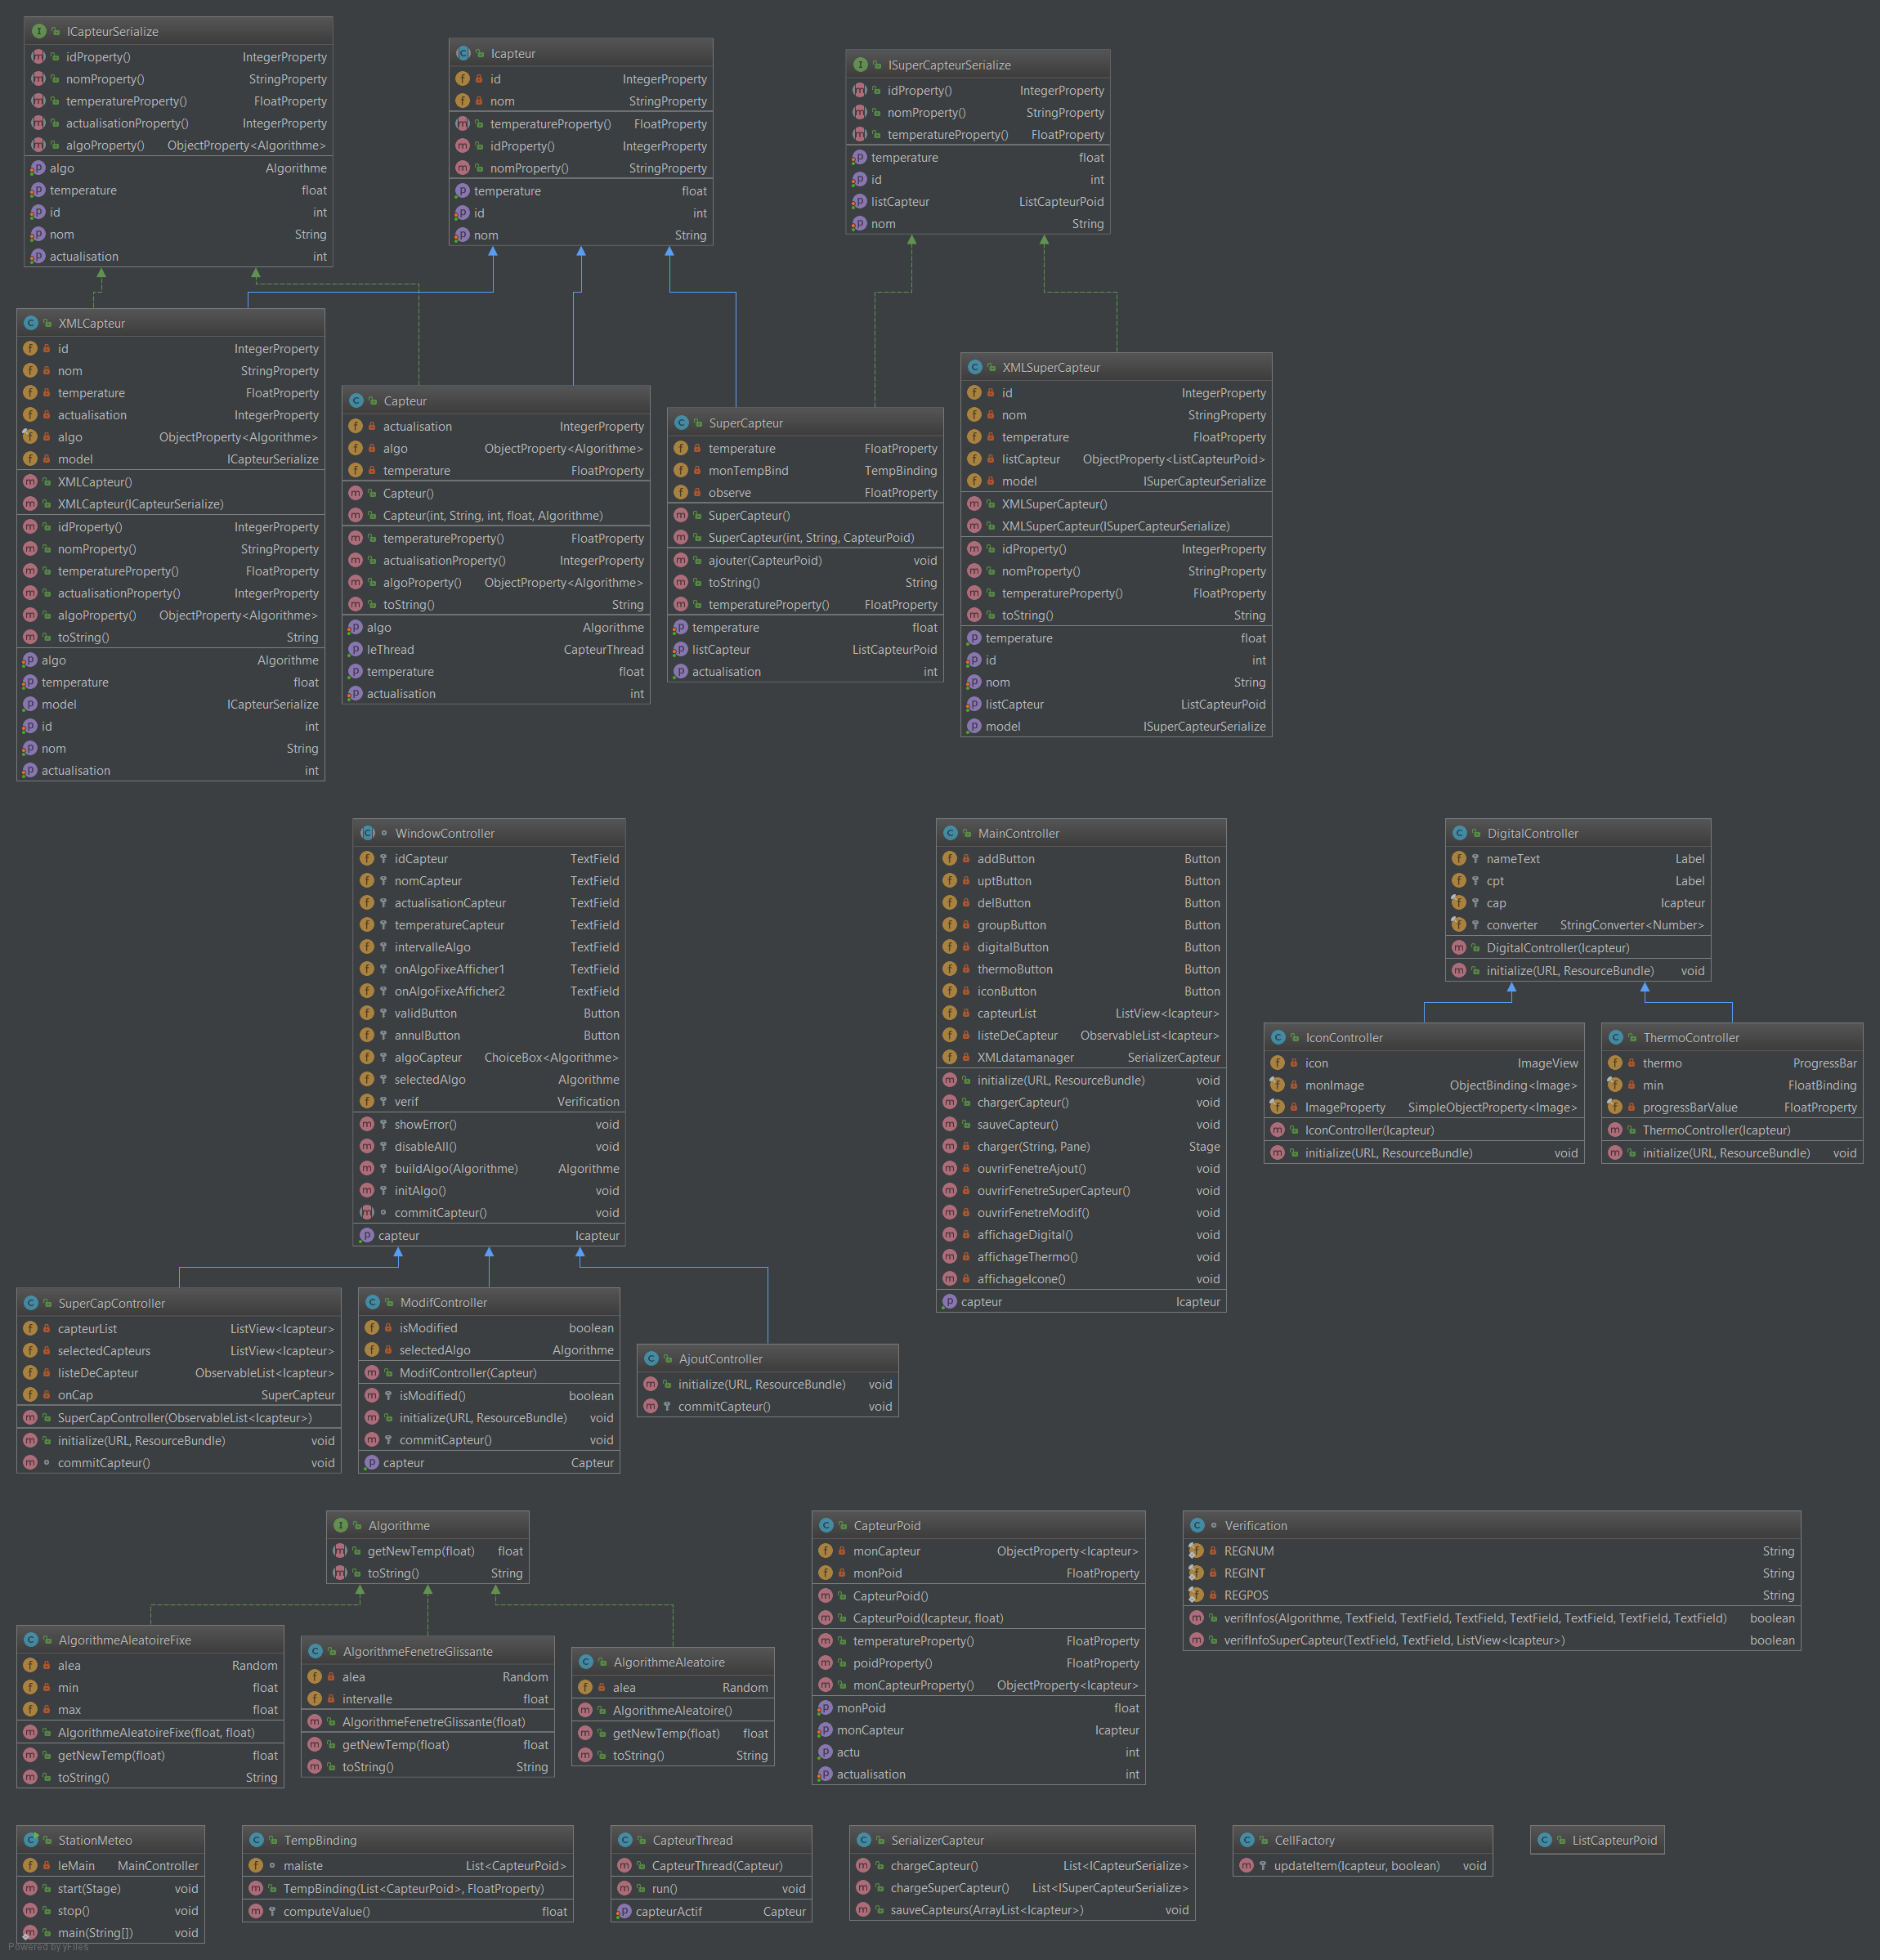 ICapteurSerialize
idProperty() IntegerProperty
nomProperty() StringProperty
temperatureProperty() FloatProperty
actualisationProperty() IntegerProperty
algoProperty() ObjectProperty<Algorithme>
algo Algorithme
temperature float
id int
nom String
actualisation int
Icapteur
id IntegerProperty
nom StringProperty
temperatureProperty() FloatProperty
idProperty() IntegerProperty
nomProperty() StringProperty
temperature float
id int
nom String
ISuperCapteurSerialize
idProperty() IntegerProperty
nomProperty() StringProperty
temperatureProperty() FloatProperty
temperature float
id int
listCapteur ListCapteurPoid
nom String
XMLCapteur
id IntegerProperty
nom StringProperty
temperature FloatProperty
actualisation IntegerProperty
algo ObjectProperty<Algorithme>
model ICapteurSerialize
XMLCapteur()
XMLCapteur(ICapteurSerialize)
idProperty() IntegerProperty
nomProperty() StringProperty
temperatureProperty() FloatProperty
actualisationProperty() IntegerProperty
algoProperty() ObjectProperty<Algorithme>
toString() String
algo Algorithme
temperature float
model ICapteurSerialize
id int
nom String
actualisation int
Capteur
actualisation IntegerProperty
algo ObjectProperty<Algorithme>
temperature FloatProperty
Capteur()
Capteur(int, String, int, float, Algorithme)
temperatureProperty() FloatProperty
actualisationProperty() IntegerProperty
algoProperty() ObjectProperty<Algorithme>
toString() String
algo Algorithme
leThread CapteurThread
temperature float
actualisation int
SuperCapteur
temperature FloatProperty
monTempBind TempBinding
observe FloatProperty
SuperCapteur()
SuperCapteur(int, String, CapteurPoid)
ajouter(CapteurPoid) void
toString() String
temperatureProperty() FloatProperty
temperature float
listCapteur ListCapteurPoid
actualisation int
XMLSuperCapteur
id IntegerProperty
nom StringProperty
temperature FloatProperty
listCapteur ObjectProperty<ListCapteurPoid>
model ISuperCapteurSerialize
XMLSuperCapteur()
XMLSuperCapteur(ISuperCapteurSerialize)
idProperty() IntegerProperty
nomProperty() StringProperty
temperatureProperty() FloatProperty
toString() String
temperature float
id int
nom String
listCapteur ListCapteurPoid
model ISuperCapteurSerialize
WindowController
idCapteur TextField
nomCapteur TextField
actualisationCapteur TextField
temperatureCapteur TextField
intervalleAlgo TextField
onAlgoFixeAfficher1 TextField
onAlgoFixeAfficher2 TextField
validButton Button
annulButton Button
algoCapteur ChoiceBox<Algorithme>
selectedAlgo Algorithme
verif Verification
showError() void
disableAll() void
buildAlgo(Algorithme) Algorithme
initAlgo() void
commitCapteur() void
capteur Icapteur
MainController
addButton Button
uptButton Button
delButton Button
groupButton Button
digitalButton Button
thermoButton Button
iconButton Button
capteurList ListView<Icapteur>
listeDeCapteur ObservableList<Icapteur>
XMLdatamanager SerializerCapteur
initialize(URL, ResourceBundle) void
chargerCapteur() void
sauveCapteur() void
charger(String, Pane) Stage
ouvrirFenetreAjout() void
ouvrirFenetreSuperCapteur() void
ouvrirFenetreModif() void
affichageDigital() void
affichageThermo() void
affichageIcone() void
capteur Icapteur
DigitalController
nameText Label
cpt Label
cap Icapteur
converter StringConverter<Number>
DigitalController(Icapteur)
initialize(URL, ResourceBundle) void
IconController
icon ImageView
monImage ObjectBinding<Image>
ImageProperty SimpleObjectProperty<Image>
IconController(Icapteur)
initialize(URL, ResourceBundle) void
ThermoController
thermo ProgressBar
min FloatBinding
progressBarValue FloatProperty
ThermoController(Icapteur)
initialize(URL, ResourceBundle) void
SuperCapController
capteurList ListView<Icapteur>
selectedCapteurs ListView<Icapteur>
listeDeCapteur ObservableList<Icapteur>
onCap SuperCapteur
SuperCapController(ObservableList<Icapteur>)
initialize(URL, ResourceBundle) void
commitCapteur() void
ModifController
isModified boolean
selectedAlgo Algorithme
ModifController(Capteur)
isModified() boolean
initialize(URL, ResourceBundle) void
commitCapteur() void
capteur Capteur
AjoutController
initialize(URL, ResourceBundle) void
commitCapteur() void
Algorithme
getNewTemp(float) float
toString() String
CapteurPoid
monCapteur ObjectProperty<Icapteur>
monPoid FloatProperty
CapteurPoid()
CapteurPoid(Icapteur, float)
temperatureProperty() FloatProperty
poidProperty() FloatProperty
monCapteurProperty() ObjectProperty<Icapteur>
monPoid float
monCapteur Icapteur
actu int
actualisation int
Verification
REGNUM String
REGINT String
REGPOS String
verifInfos(Algorithme, TextField, TextField, TextField, TextField, TextField, TextField, TextField) boolean
verifInfoSuperCapteur(TextField, TextField, ListView<Icapteur>) boolean
AlgorithmeAleatoireFixe
alea Random
min float
max float
AlgorithmeAleatoireFixe(float, float)
getNewTemp(float) float
toString() String
AlgorithmeFenetreGlissante
alea Random
intervalle float
AlgorithmeFenetreGlissante(float)
getNewTemp(float) float
toString() String
AlgorithmeAleatoire
alea Random
AlgorithmeAleatoire()
getNewTemp(float) float
toString() String
StationMeteo
leMain MainController
start(Stage) void
stop() void
main(String[]) void
TempBinding
maliste List<CapteurPoid>
TempBinding(List<CapteurPoid>, FloatProperty)
computeValue() float
CapteurThread
CapteurThread(Capteur)
run() void
capteurActif Capteur
SerializerCapteur
chargeCapteur() List<ICapteurSerialize>
chargeSuperCapteur() List<ISuperCapteurSerialize>
sauveCapteurs(ArrayList<Icapteur>) void
CellFactory
updateItem(Icapteur, boolean) void
ListCapteurPoid
Powered by yFiles